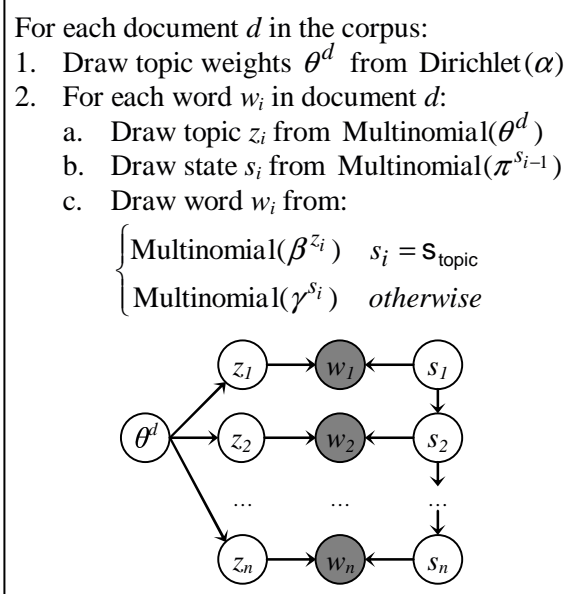 For each document d in the corpus:
1. Draw topic weights θ^d from Dirichlet(α)
2. For each word w_i in document d:
a. Draw topic z_i from Multinomial(θ^d)
b. Draw state s_i from Multinomial(π^{s_{i-1}})
c. Draw word w_i from:
Multinomial(β^{z_i}) s_i = s_topic
Multinomial(γ^{s_i}) otherwise
z_1 w_1 s_1
θ^d z_2 w_2 s_2
... ... ...
z_n w_n s_n